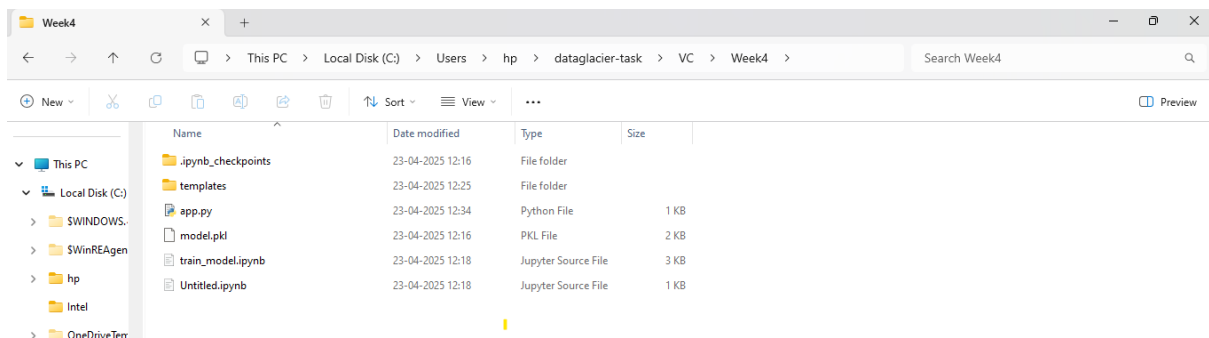 Week4
This PC > Local Disk (C:) > Users > hp > dataglacier-task > VC > Week4 >
Search Week4
New
Sort
View
Preview
Name Date modified Type Size
.ipynb_checkpoints 23-04-2025 12:16 File folder
templates 23-04-2025 12:25 File folder
app.py 23-04-2025 12:34 Python File 1 KB
model.pkl 23-04-2025 12:16 PKL File 2 KB
train_model.ipynb 23-04-2025 12:18 Jupyter Source File 3 KB
Untitled.ipynb 23-04-2025 12:18 Jupyter Source File 1 KB
This PC
Local Disk (C:)
$WINDOWS.~
$WinREAgen
hp
Intel
OneDriveTem